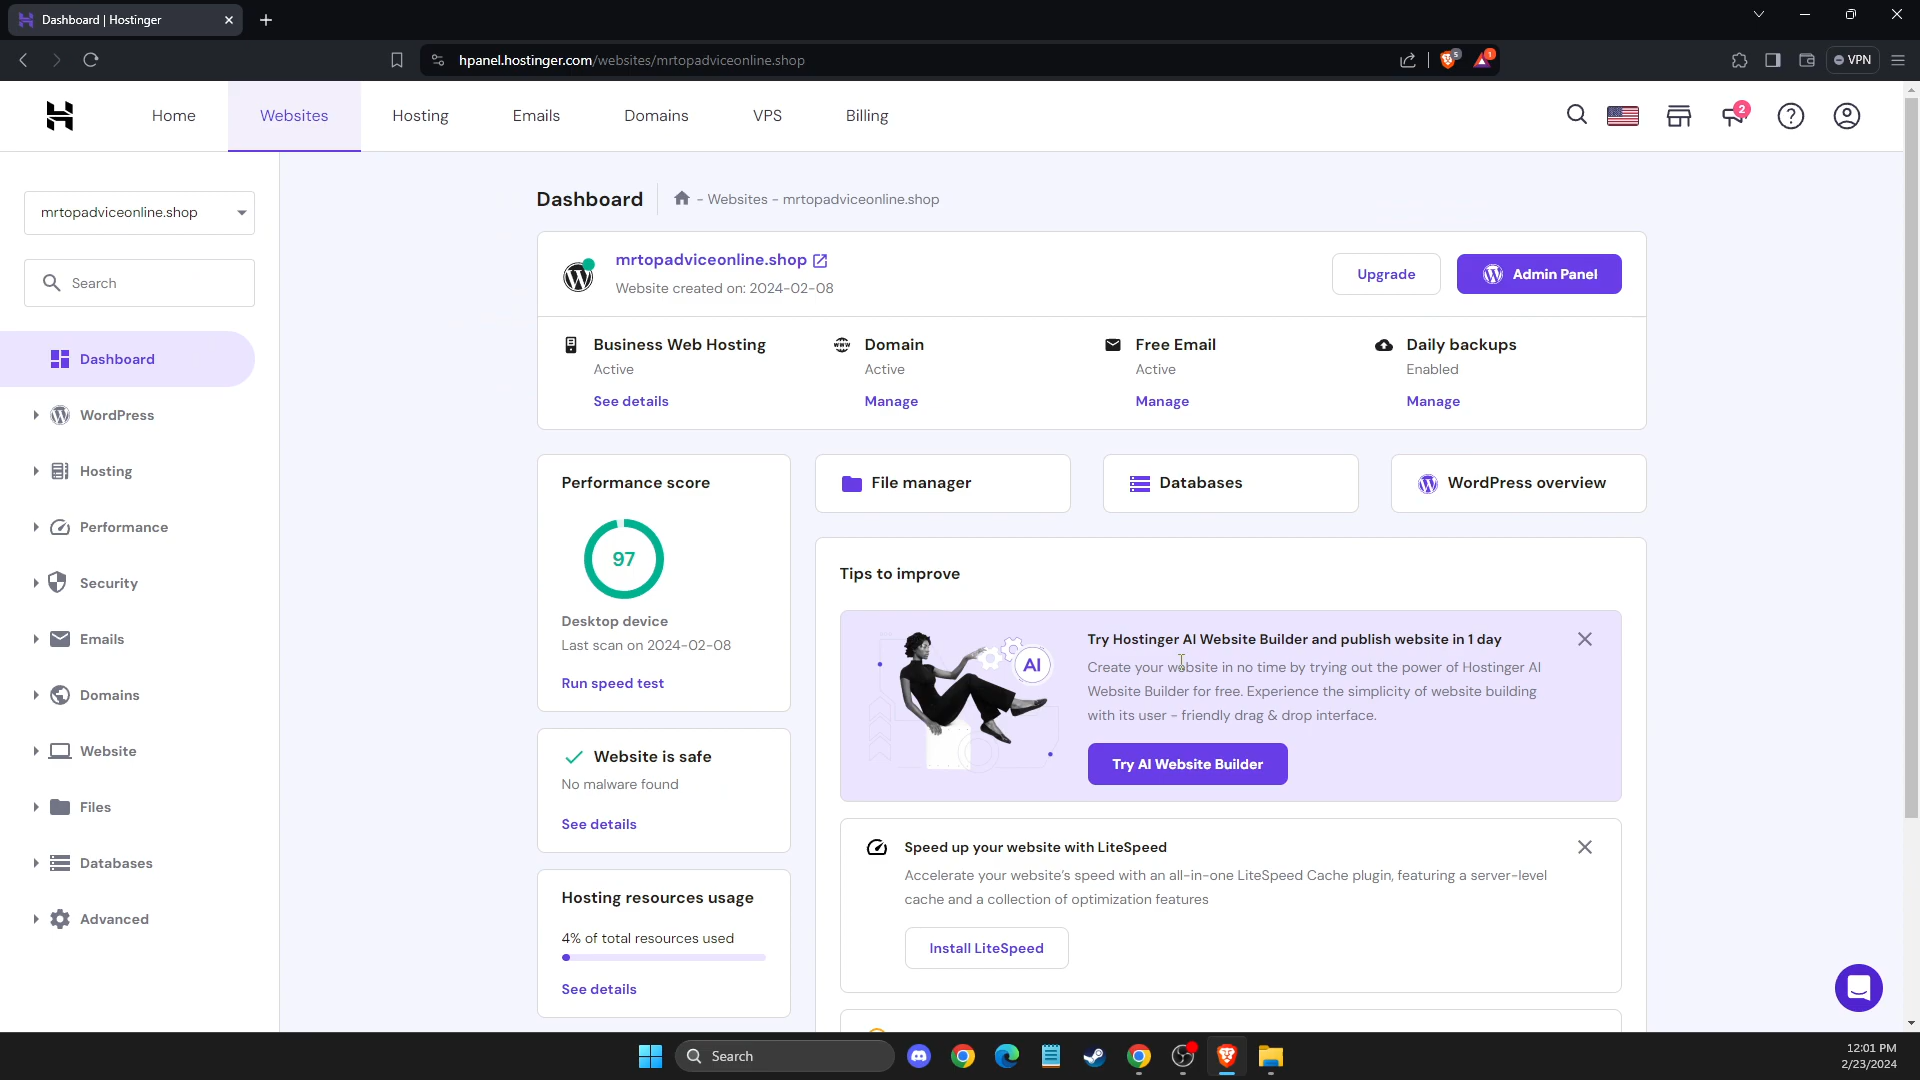 Dashboard | Hostinger
hpanel.hostinger.com/websites/mrtopadviceonline.shop
5
1
VPN
Home
Websites
Hosting
Emails
Domains
VPS
Billing
2
mrtopadviceonline.shop
Search
Dashboard
WordPress
Hosting
Performance
Security
Emails
Domains
Website
Files
Databases
Advanced
Dashboard
- Websites - mrtopadviceonline.shop
mrtopadviceonline.shop
Website created on: 2024-02-08
Upgrade
Admin Panel
Business Web Hosting
Active
See details
Domain
Active
Manage
Free Email
Active
Manage
Daily backups
Enabled
Manage
Performance score
97
Desktop device
Last scan on 2024-02-08
Run speed test
Website is safe
No malware found
See details
Hosting resources usage
4% of total resources used
See details
File manager
Databases
WordPress overview
Tips to improve
AI
Try Hostinger AI Website Builder and publish website in 1 day
Create your website in no time by trying out the power of Hostinger AI
Website Builder for free. Experience the simplicity of website building
with its user - friendly drag & drop interface.
Try AI Website Builder
Speed up your website with LiteSpeed
Accelerate your website's speed with an all-in-one LiteSpeed Cache plugin, featuring a server-level
cache and a collection of optimization features
Install LiteSpeed
Search
12:01 PM
2/23/2024